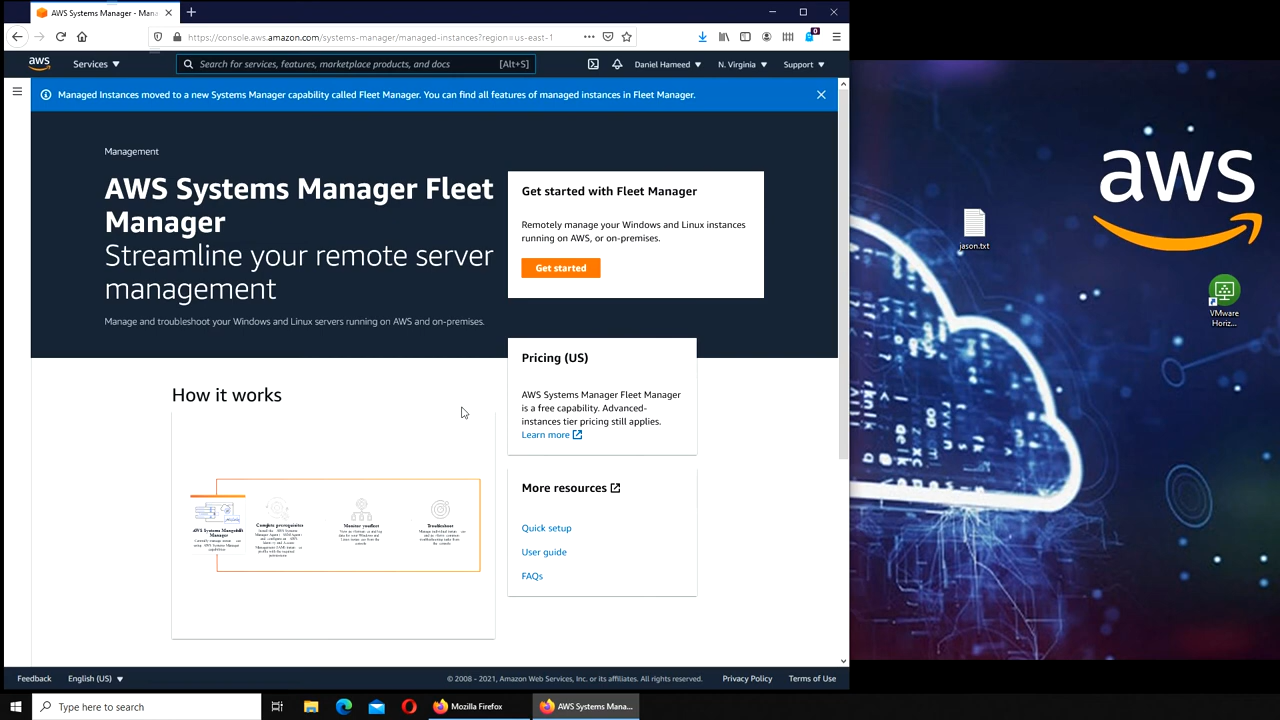 AWS Systems Manager - Mana
https://console.aws.amazon.com/systems-manager/managed-instances?region=us-east-1
0
aws
Services
Search for services, features, marketplace products, and docs
[Alt+S]
Daniel Hameed
N. Virginia
Support
Managed Instances moved to a new Systems Manager capability called Fleet Manager. You can find all features of managed instances in Fleet Manager.
Management
AWS Systems Manager Fleet
Manager
Streamline your remote server
management
Manage and troubleshoot your Windows and Linux servers running on AWS and on-premises.
Get started with Fleet Manager
Remotely manage your Windows and Linux instances
running on AWS, or on-premises.
Get started
Pricing (US)
AWS Systems Manager Fleet Manager
is a free capability. Advanced-
instances tier pricing still applies.
Learn more
How it works
Complete prerequisites
Troubleshoot
More resources
Quick setup
User guide
FAQs
Feedback
English (US)
© 2008 - 2021, Amazon Web Services, Inc. or its affiliates. All rights reserved.
Privacy Policy
Terms of Use
aws
jason.txt
VMware
Horiz...
Type here to search
Mozilla Firefox
AWS Systems Mana...